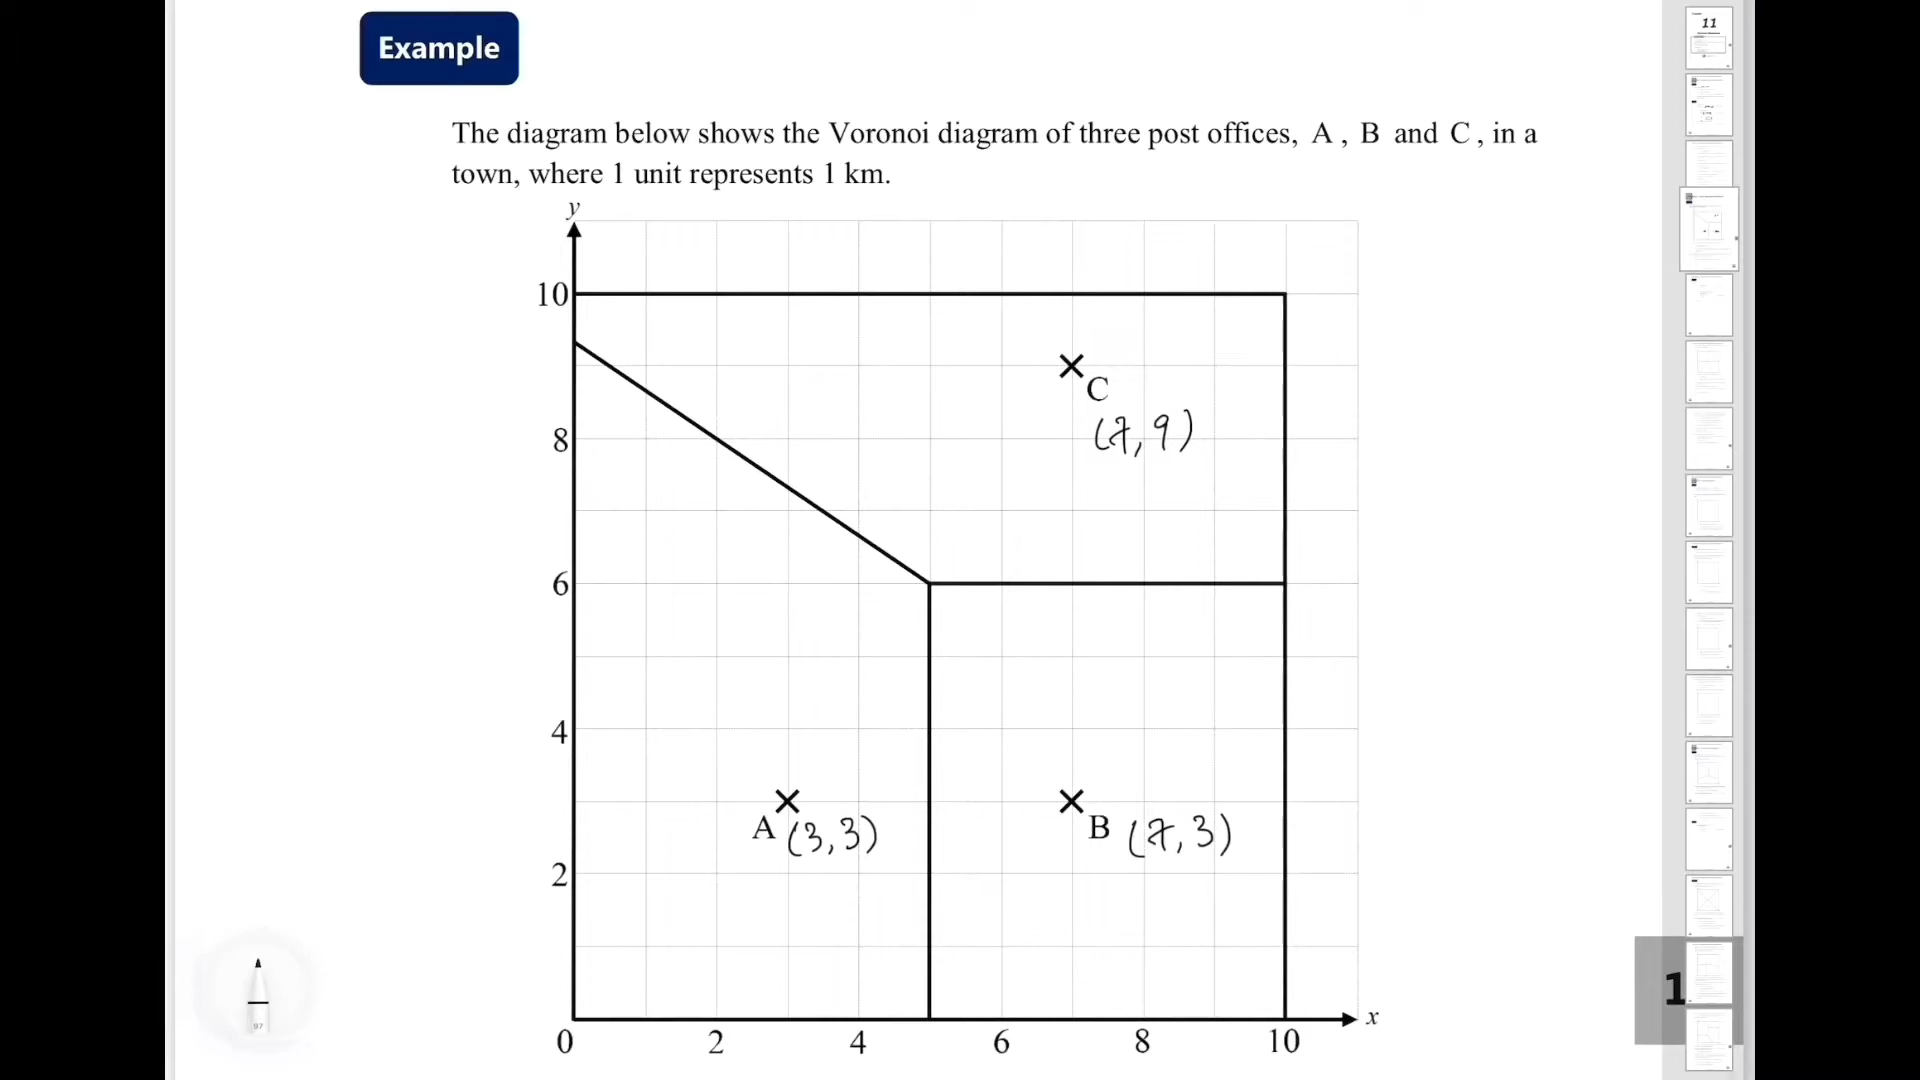 Example
The diagram below shows the Voronoi diagram of three post offices, A , B and C , in a
town, where 1 unit represents 1 km.
y
10
C
(7, 9)
8
6
4
A (3, 3)
B (7, 3)
2
x
0 2 4 6 8 10
11
97
1